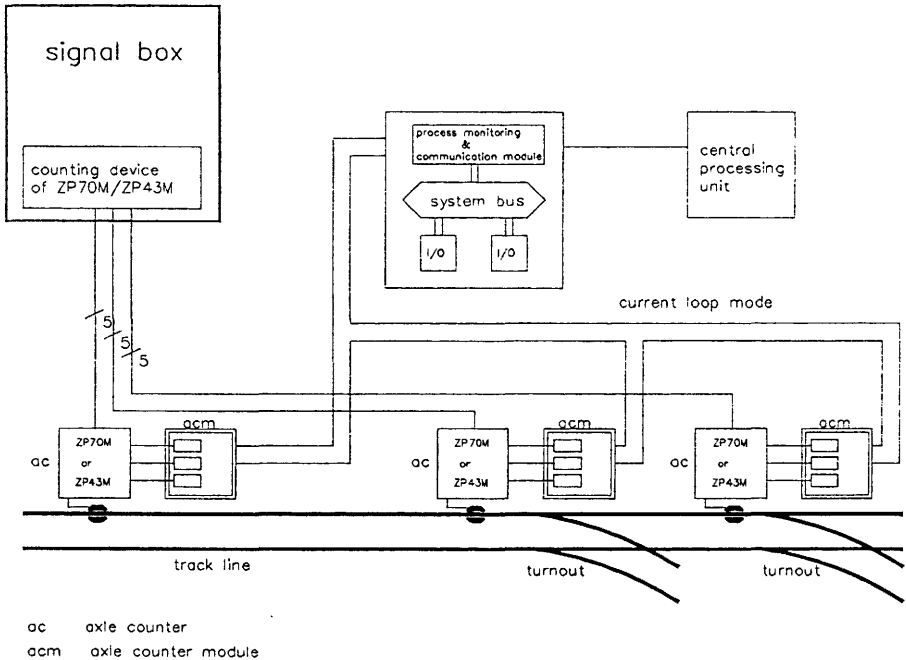 signal box
counting device
of ZP70M/ZP43M
process monitoring
&
communication module
system bus
I/O
I/O
central
processing
unit
current loop mode
5
5
5
acm
acm
acm
ac
ZP70M
or
ZP43M
ac
ZP70M
or
ZP43M
ac
ZP70M
or
ZP43M
track line
turnout
turnout
ac axle counter
acm axle counter module